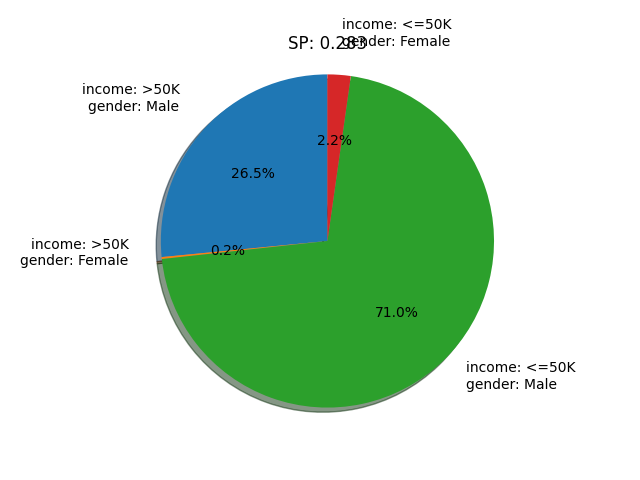 income: <=50K
gender: Female
SP: 0.283
income: >50K
gender: Male
2.2%
26.5%
income: >50K
gender: Female
0.2%
71.0%
income: <=50K
gender: Male